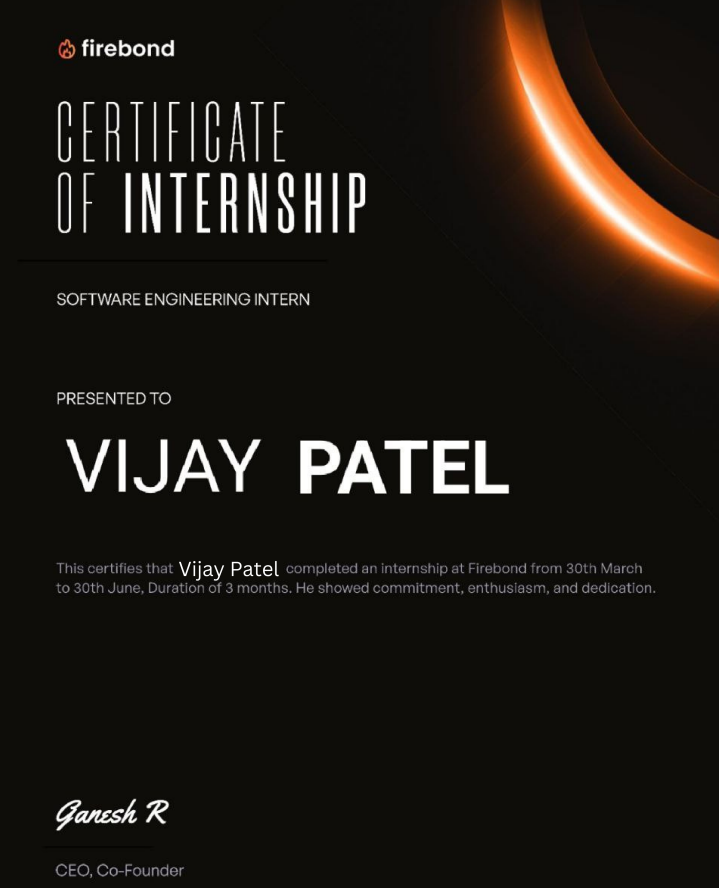 firebond
CERTIFICATE
OF INTERNSHIP
SOFTWARE ENGINEERING INTERN
PRESENTED TO
VIJAY PATEL
This certifies that Vijay Patel completed an internship at Firebond from 30th March
to 30th June, Duration of 3 months. He showed commitment, enthusiasm, and dedication.
Ganesh R
CEO, Co-Founder